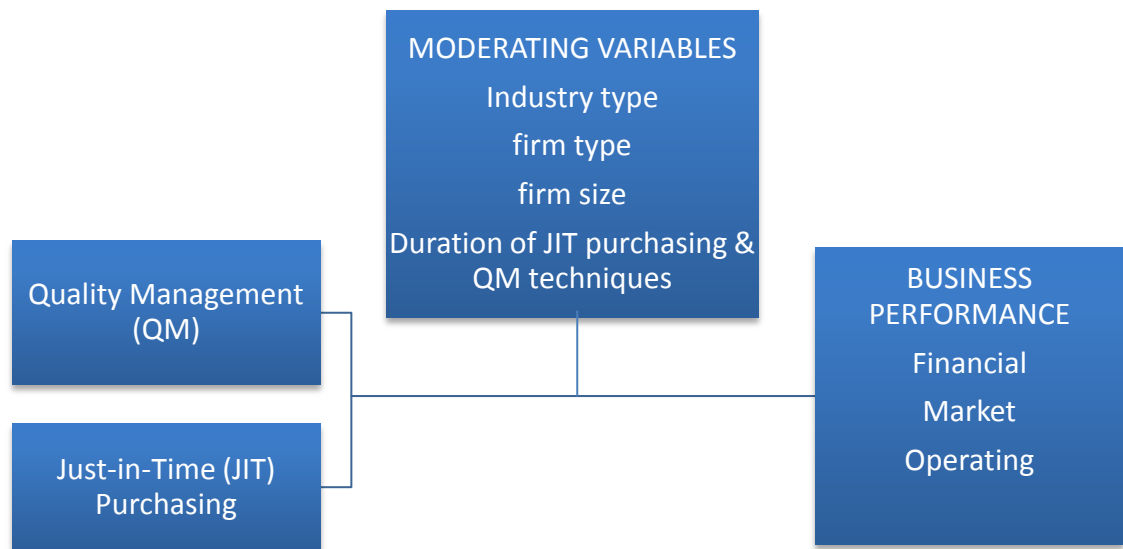 MODERATING VARIABLES
Industry type
firm type
firm size
Duration of JIT purchasing &
QM techniques
Quality Management
(QM)
Just-in-Time (JIT)
Purchasing
BUSINESS
PERFORMANCE
Financial
Market
Operating